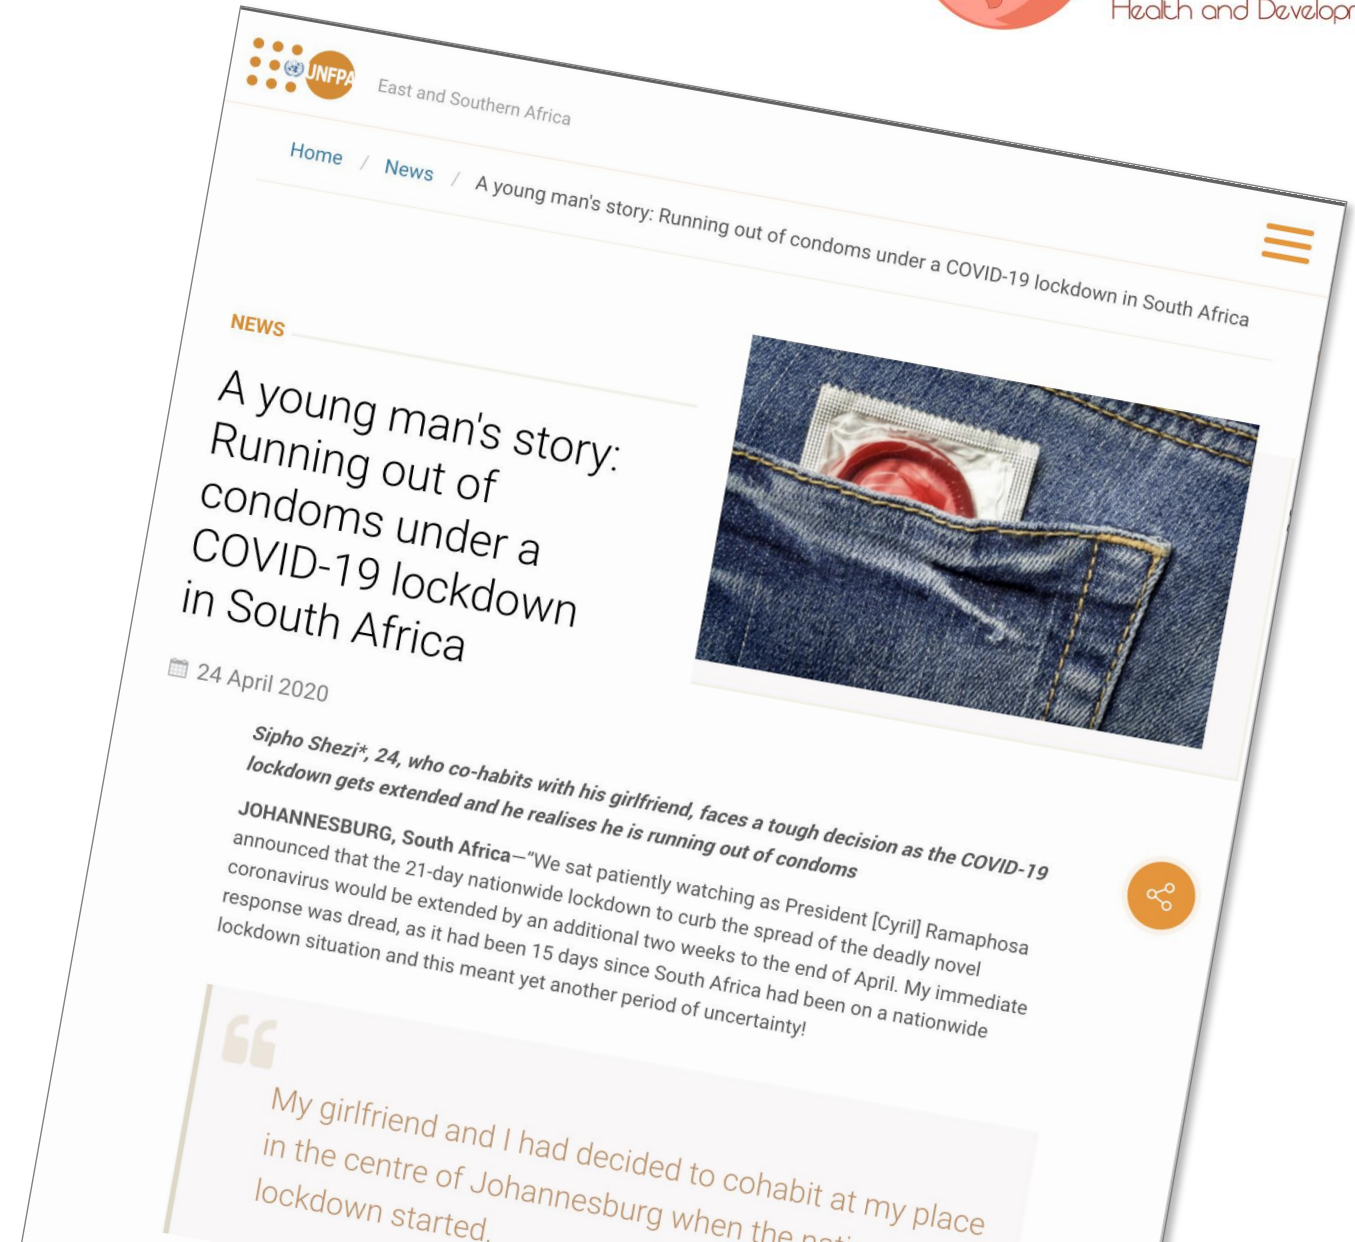 Health and
UNFPA
East and Southern Africa
Home / News / A young man's story: Running out of condoms under a COVID-19 lockdown in South Africa
NEWS
A young man's story:
Running out of
condoms under a
COVID-19 lockdown
in South Africa
24 April 2020
Sipho Shezi*, 24, who co-habits with his girlfriend, faces a tough decision as the COVID-19
lockdown gets extended and he realises he is running out of condoms
JOHANNESBURG, South Africa—"We sat patiently watching as President [Cyril] Ramaphosa
announced that the 21-day nationwide lockdown to curb the spread of the deadly novel
coronavirus would be extended by an additional two weeks to the end of April. My immediate
response was dread, as it had been 15 days since South Africa had been on a nationwide
lockdown situation and this meant yet another period of uncertainty!
My girlfriend and I had decided to cohabit at my place
in the centre of Johannesburg when the
lockdown started.